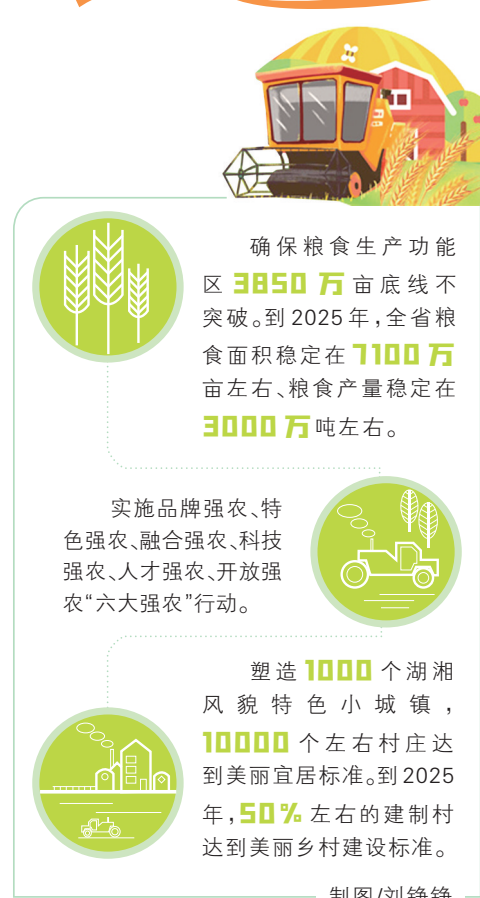 确保粮食生产功能
区 3850 万亩底线不
突破。到 2025 年，全省粮
食面积稳定在 7100 万
亩左右、粮食产量稳定在
3000 万吨左右。
实施品牌强农、特
色强农、融合强农、科技
强农、人才强农、开放强
农“六大强农”行动。
塑造 1000 个湖湘
风貌特色小城镇，
10000 个左右村庄达
到美丽宜居标准。到 2025
年，50% 左右的建制村
达到美丽乡村建设标准。
制图/刘铮铮